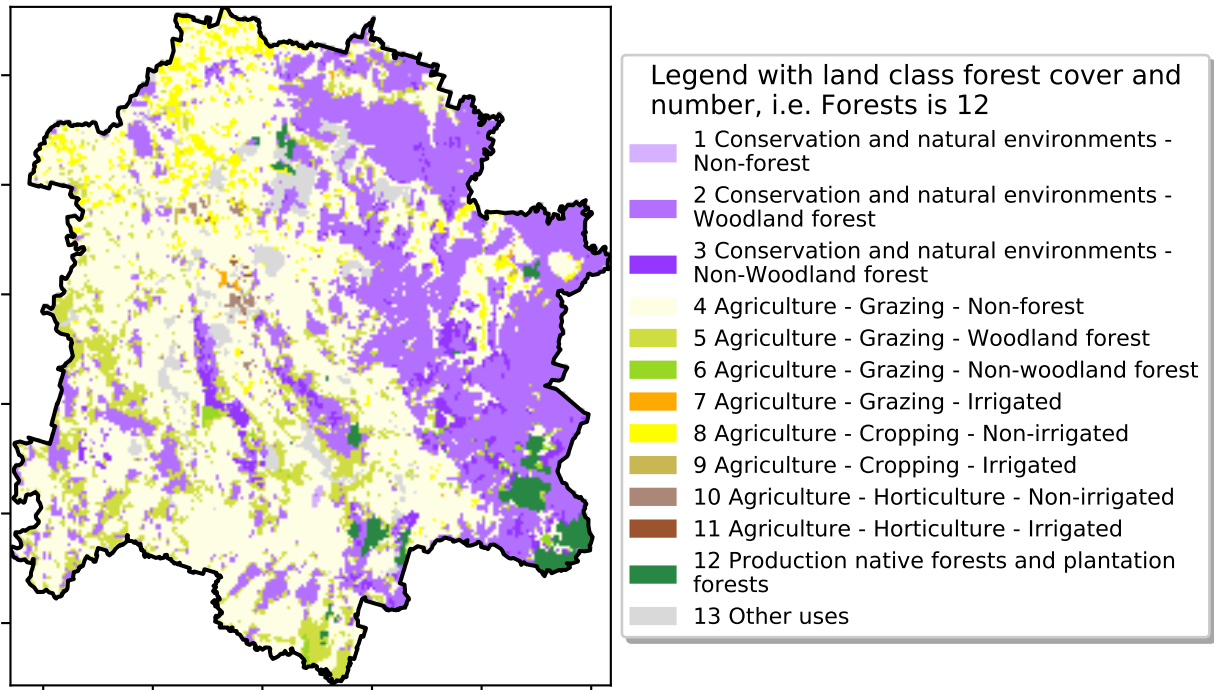 Legend with land class forest cover and
number, i.e. Forests is 12
1 Conservation and natural environments -
Non-forest
2 Conservation and natural environments -
Woodland forest
3 Conservation and natural environments -
Non-Woodland forest
4 Agriculture - Grazing - Non-forest
5 Agriculture - Grazing - Woodland forest
6 Agriculture - Grazing - Non-woodland forest
7 Agriculture - Grazing - Irrigated
8 Agriculture - Cropping - Non-irrigated
9 Agriculture - Cropping - Irrigated
10 Agriculture - Horticulture - Non-irrigated
11 Agriculture - Horticulture - Irrigated
12 Production native forests and plantation
forests
13 Other uses